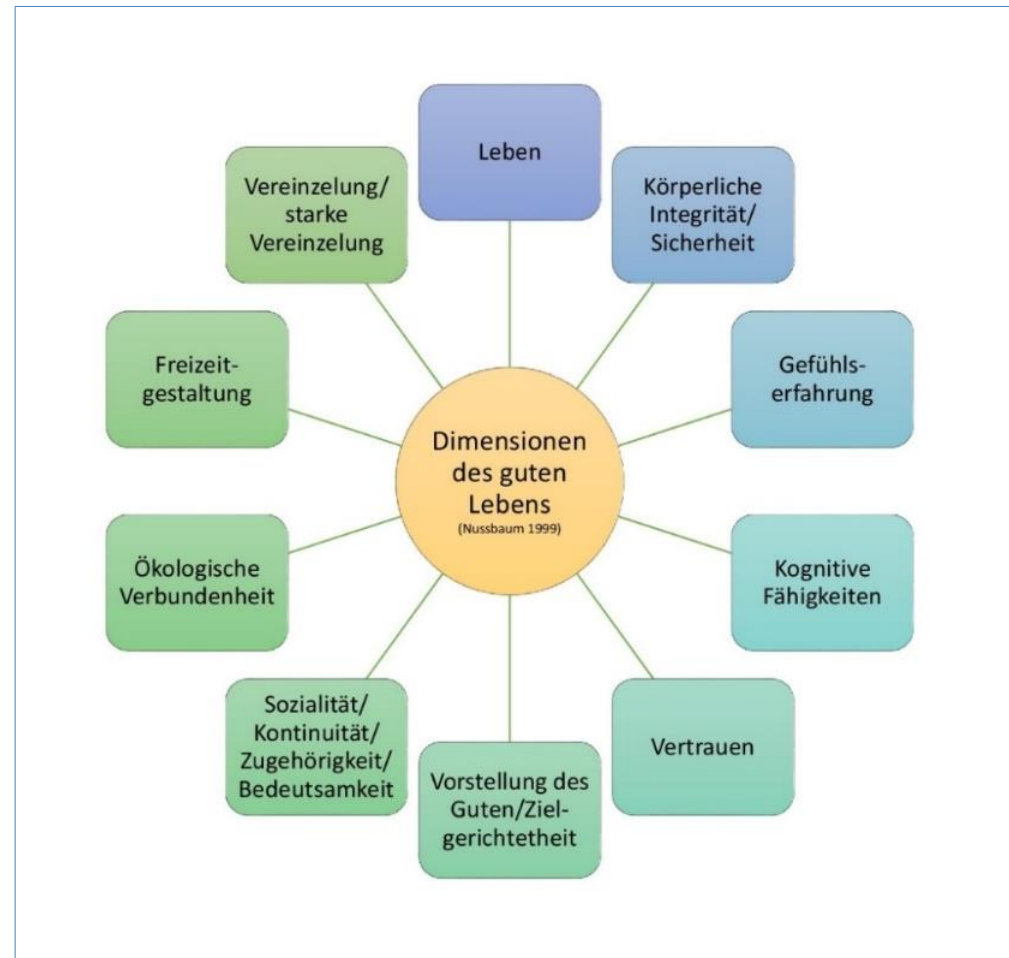 Leben
Körperliche
Integrität/
Sicherheit
Gefühls-
erfahrung
Kognitive
Fähigkeiten
Vertrauen
Vorstellung des
Guten/Ziel-
gerichtetheit
Sozialität/
Kontinuität/
Zugehörigkeit/
Bedeutsamkeit
Ökologische
Verbundenheit
Freizeit-
gestaltung
Vereinzelung/
starke
Vereinzelung
Dimensionen
des guten
Lebens
(Nussbaum 1999)